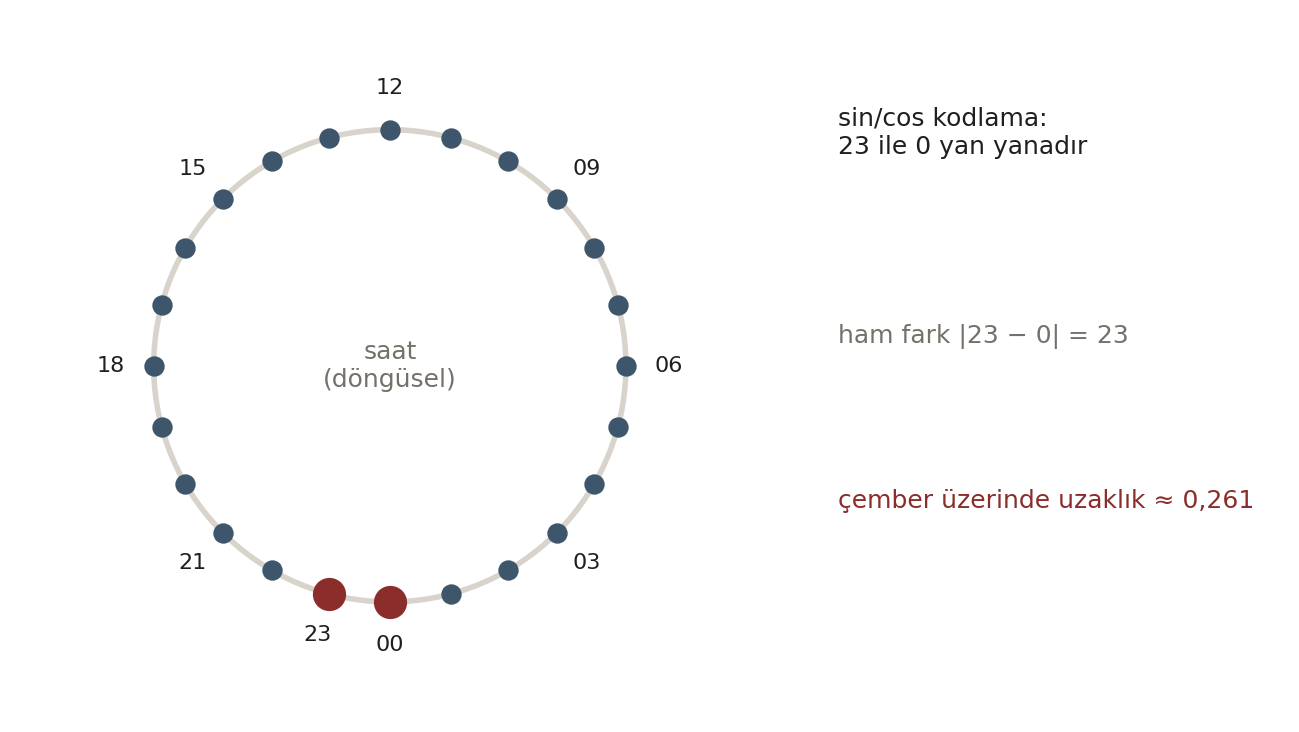 12
15
09
18
06
21
03
23
00
saat
(döngüsel)
sin/cos kodlama:
23 ile 0 yan yanadır
ham fark |23 − 0| = 23
çember üzerinde uzaklık ≈ 0,261